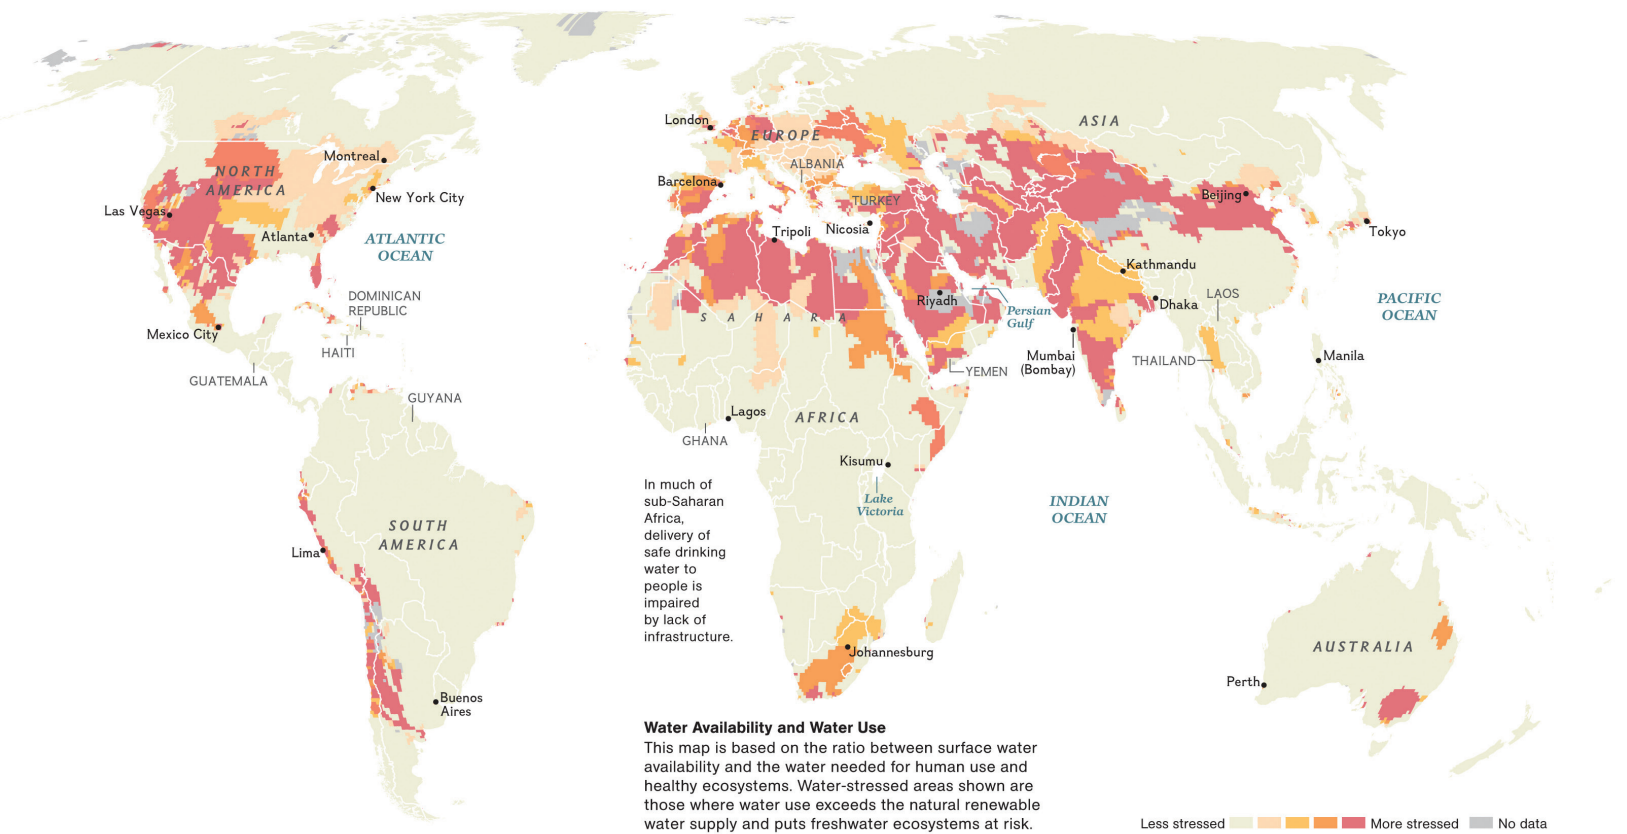 ASIA
London
EUROPE
Montreal
NORTH
AMERICA
ALBANIA
Barcelona
New York City
Las Vegas
TURKEY
Beijing
Atlanta
ATLANTIC
OCEAN
Tripoli
Nicosia
Tokyo
Kathmandu
DOMINICAN
REPUBLIC
Riyadh
LAOS
Dhaka
PACIFIC
OCEAN
SAHARA
Persian
Gulf
Mexico City
HAITI
Mumbai
(Bombay)
THAILAND
Manila
GUATEMALA
YEMEN
GUYANA
Lagos
AFRICA
GHANA
Kisumu
Lake
Victoria
INDIAN
OCEAN
In much of
sub-Saharan
Africa,
delivery of
safe drinking
water to
people is
impaired
by lack of
infrastructure.
SOUTH
AMERICA
Lima
Johannesburg
AUSTRALIA
Perth
Buenos
Aires
Water Availability and Water Use
This map is based on the ratio between surface water
availability and the water needed for human use and
healthy ecosystems. Water-stressed areas shown are
those where water use exceeds the natural renewable
water supply and puts freshwater ecosystems at risk.
Less stressed More stressed No data